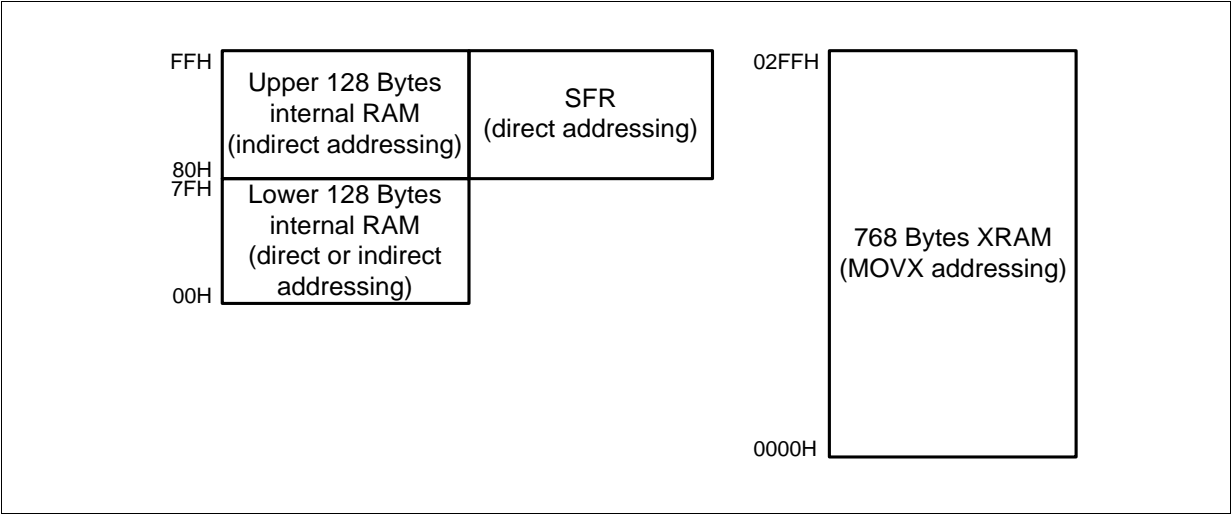 FFH
Upper 128 Bytes
internal RAM
(indirect addressing)
80H
SFR
(direct addressing)
7FH
Lower 128 Bytes
internal RAM
(direct or indirect
addressing)
00H
02FFH
768 Bytes XRAM
(MOVX addressing)
0000H